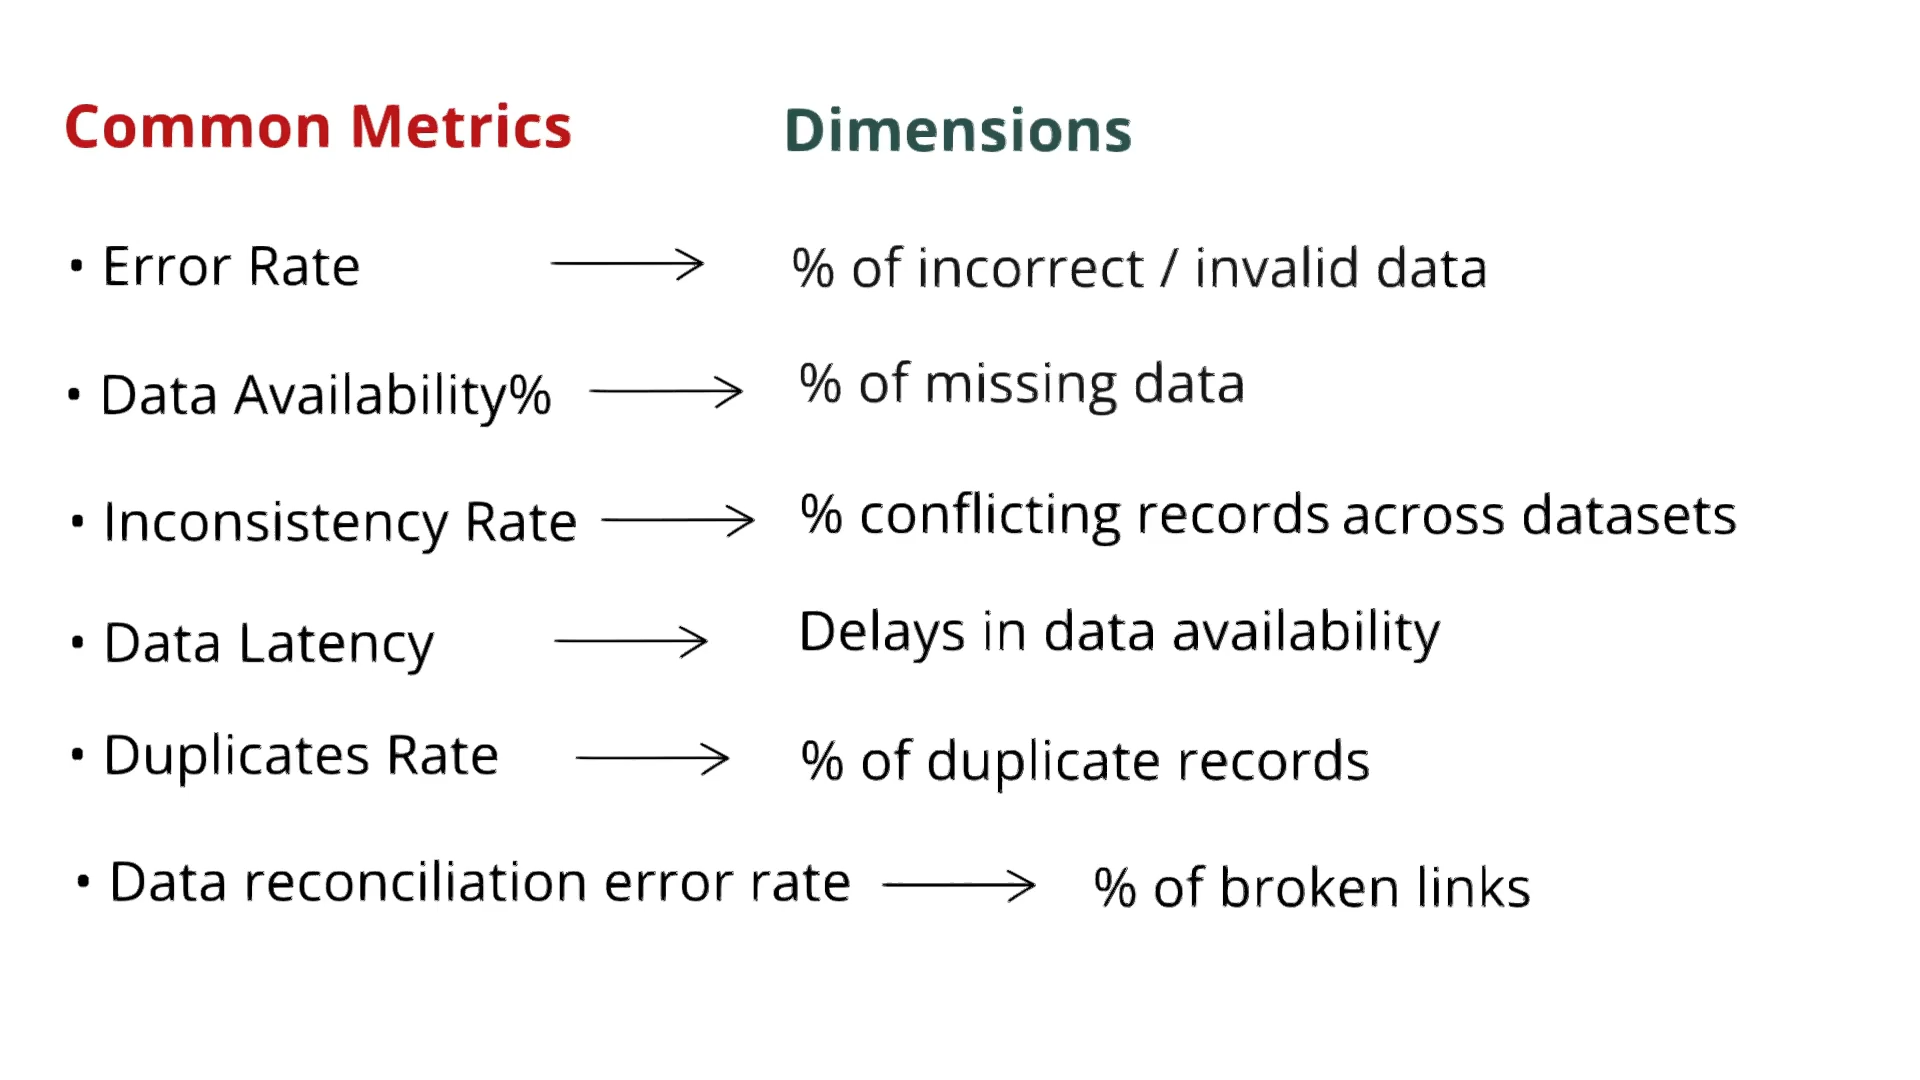 Common Metrics Dimensions
• Error Rate % of incorrect / invalid data
• Data Availability% % of missing data
• Inconsistency Rate % conflicting records across datasets
• Data Latency Delays in data availability
• Duplicates Rate % of duplicate records
• Data reconciliation error rate % of broken links